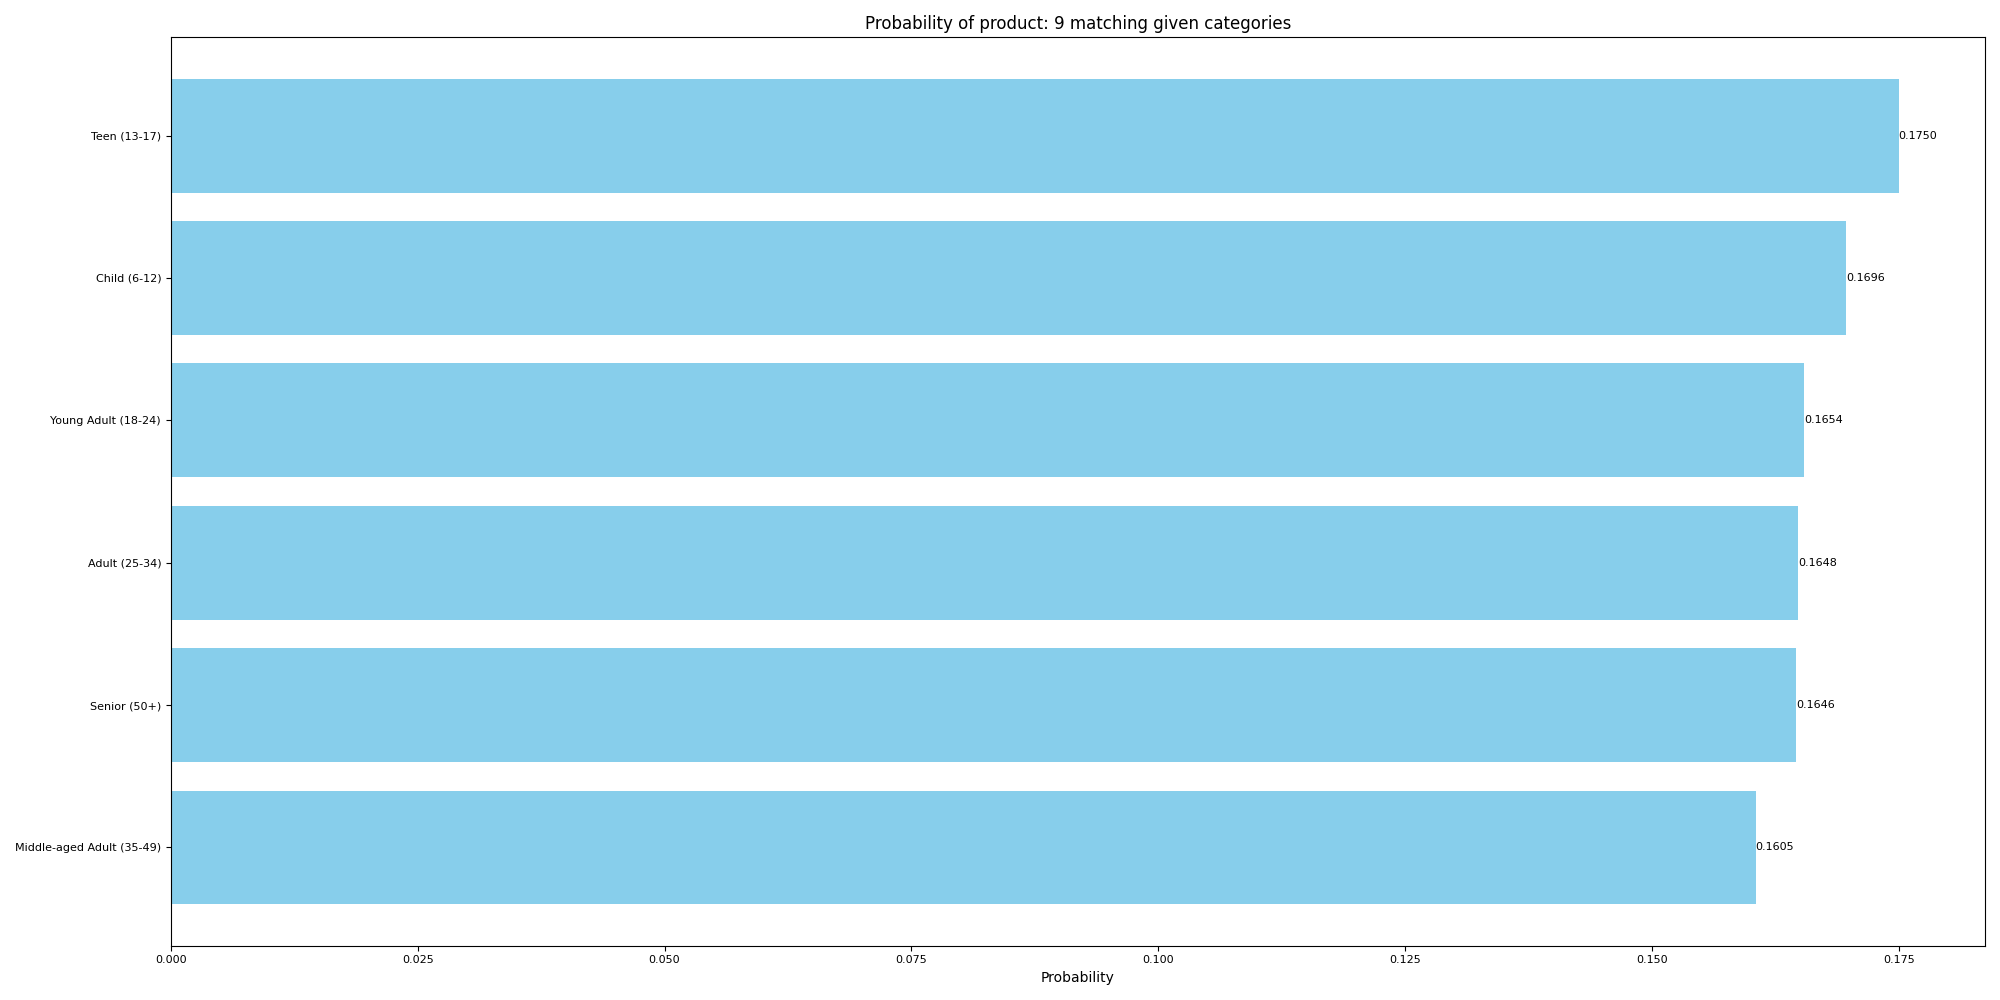 Probability of product: 9 matching given categories
Teen (13-17)
0.1750
Child (6-12)
0.1696
Young Adult (18-24)
0.1654
Adult (25-34)
0.1648
Senior (50+)
0.1646
Middle-aged Adult (35-49)
0.1605
0.000 0.025 0.050 0.075 0.100 0.125 0.150 0.175
Probability